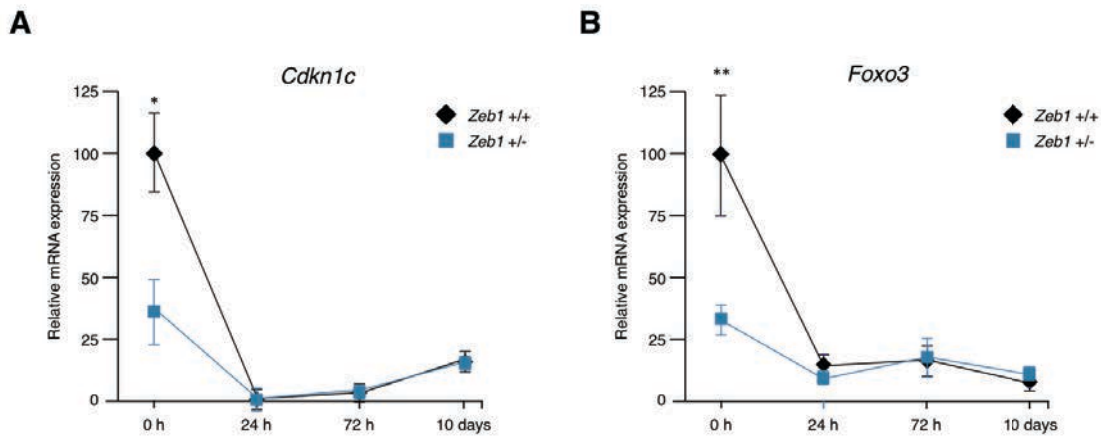 A
Cdkn1c
*
Relative mRNA expression
125
100
75
50
25
0
0 h
24 h
72 h
10 days
Zeb1 +/+
Zeb1 +/-
B
Foxo3
**
Relative mRNA expression
125
100
75
50
25
0
0 h
24 h
72 h
10 days
Zeb1 +/+
Zeb1 +/-